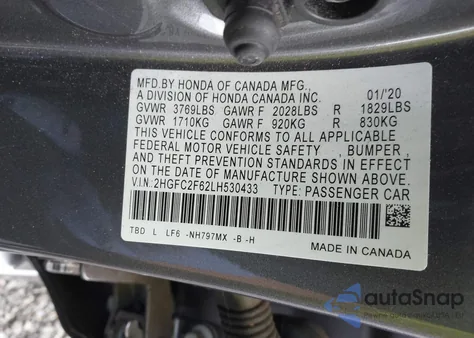 MFD.BY HONDA OF CANADA MFG.,
A DIVISION OF HONDA CANADA INC. 01/'20
GVWR 3769LBS GAWR F 2028LBS R 1829LBS
GVWR 1710KG GAWR F 920KG R 830KG
THIS VEHICLE CONFORMS TO ALL APPLICABLE
FEDERAL MOTOR VEHICLE SAFETY , BUMPER ,
AND THEFT PREVENTION STANDARDS IN EFFECT
ON THE DATE OF MANUFACTURE SHOWN ABOVE.
V.I.N.:2HGFC2F62LH530433 TYPE: PASSENGER CAR
TBD L LF6 -NH797MX -B -H
MADE IN CANADA
autoSnap